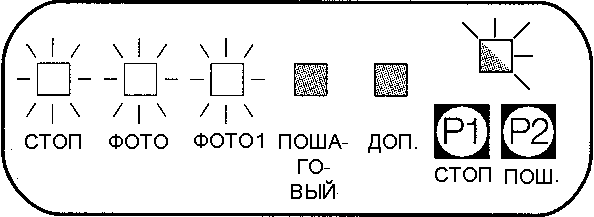 P1 P2
СТОП ФОТО ФОТО1 ПОША-
ГО-
ВЫЙ
ДОП.
СТОП ПОШ.